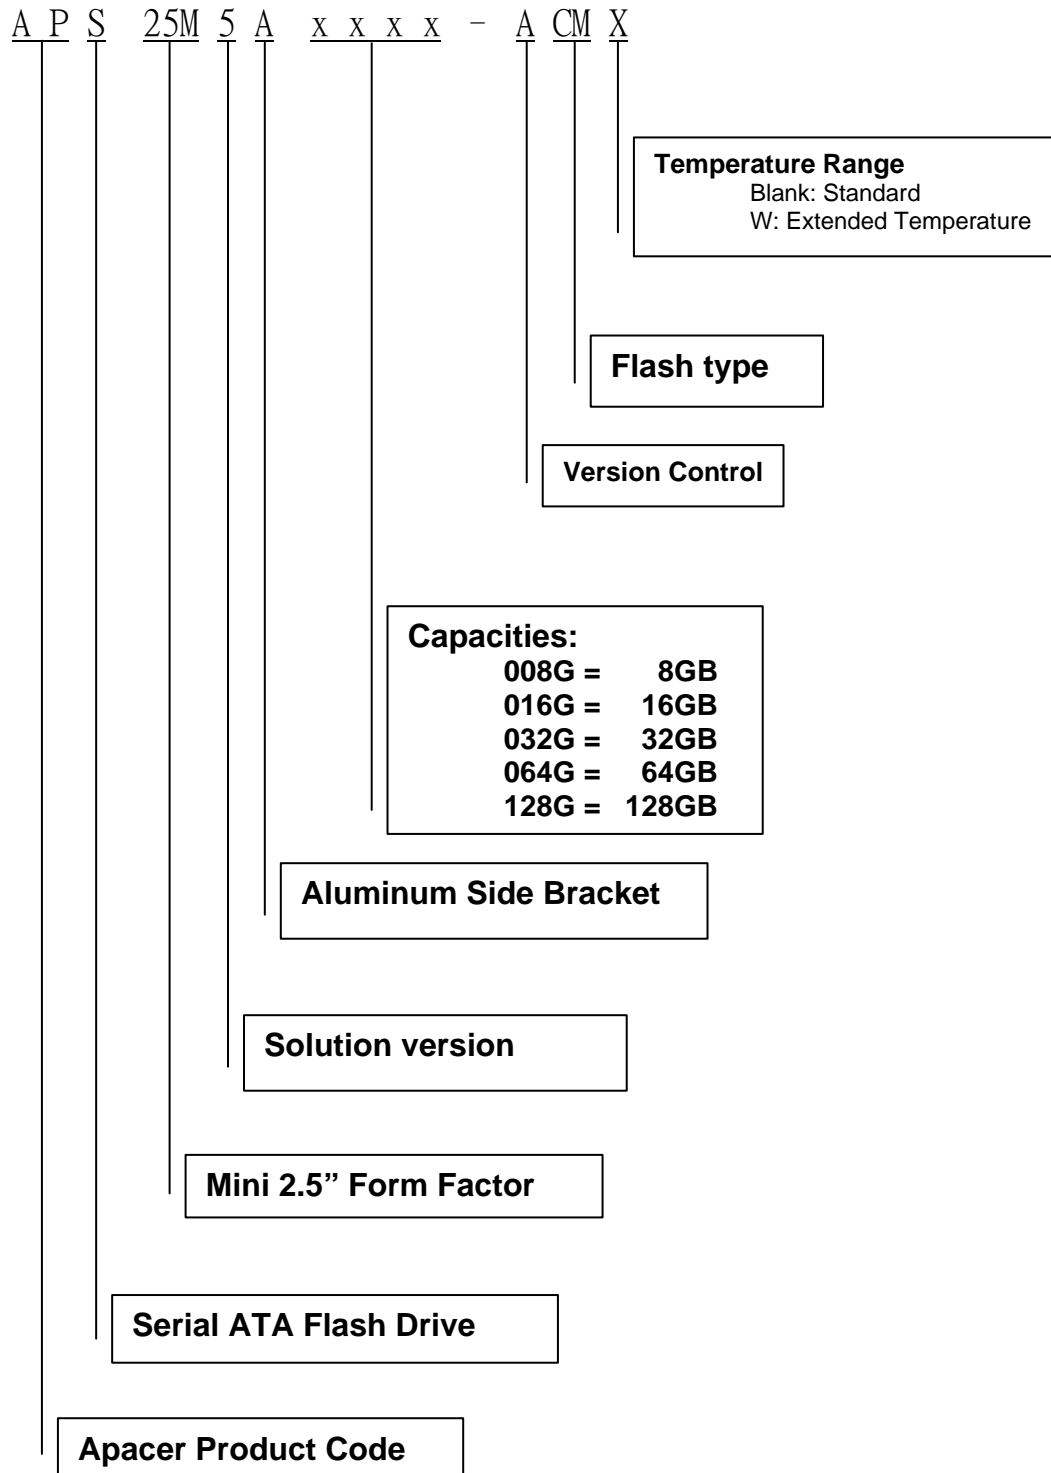 A P S 25M 5 A x x x x - A CM X
Temperature Range
Blank: Standard
W: Extended Temperature
Flash type
Version Control
Capacities:
008G = 8GB
016G = 16GB
032G = 32GB
064G = 64GB
128G = 128GB
Aluminum Side Bracket
Solution version
Mini 2.5” Form Factor
Serial ATA Flash Drive
Apacer Product Code